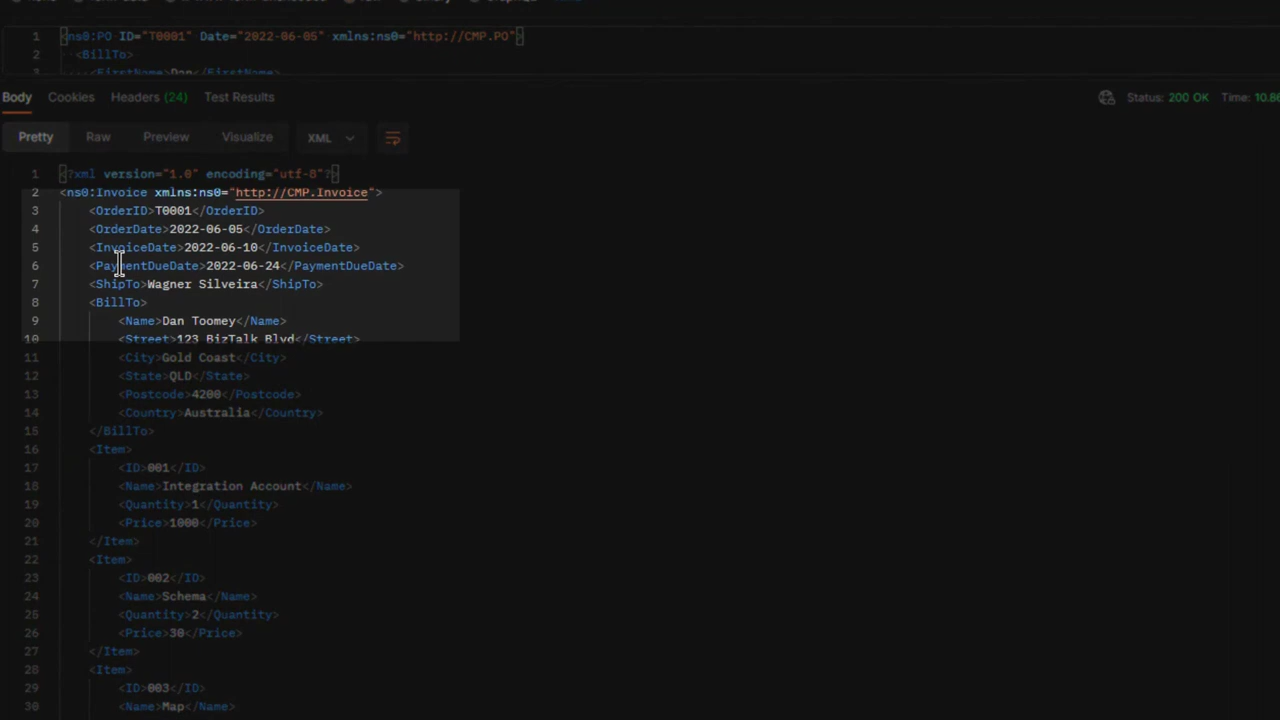 1 <ns0:PO ID="T0001" Date="2022-06-05" xmlns:ns0="http://CMP.PO">
2 <BillTo>
3 <FirstName>Dan</FirstName>
Body Cookies Headers (24) Test Results Status: 200 OK Time: 10.88
Pretty Raw Preview Visualize XML
1 <?xml version="1.0" encoding="utf-8"?>
2 <ns0:Invoice xmlns:ns0="http://CMP.Invoice">
3 <OrderID>T0001</OrderID>
4 <OrderDate>2022-06-05</OrderDate>
5 <InvoiceDate>2022-06-10</InvoiceDate>
6 <PaymentDueDate>2022-06-24</PaymentDueDate>
7 <ShipTo>Wagner Silveira</ShipTo>
8 <BillTo>
9 <Name>Dan Toomey</Name>
10 <Street>123 BizTalk Blvd</Street>
11 <City>Gold Coast</City>
12 <State>QLD</State>
13 <Postcode>4200</Postcode>
14 <Country>Australia</Country>
15 </BillTo>
16 <Item>
17 <ID>001</ID>
18 <Name>Integration Account</Name>
19 <Quantity>1</Quantity>
20 <Price>1000</Price>
21 </Item>
22 <Item>
23 <ID>002</ID>
24 <Name>Schema</Name>
25 <Quantity>2</Quantity>
26 <Price>30</Price>
27 </Item>
28 <Item>
29 <ID>003</ID>
30 <Name>Map</Name>